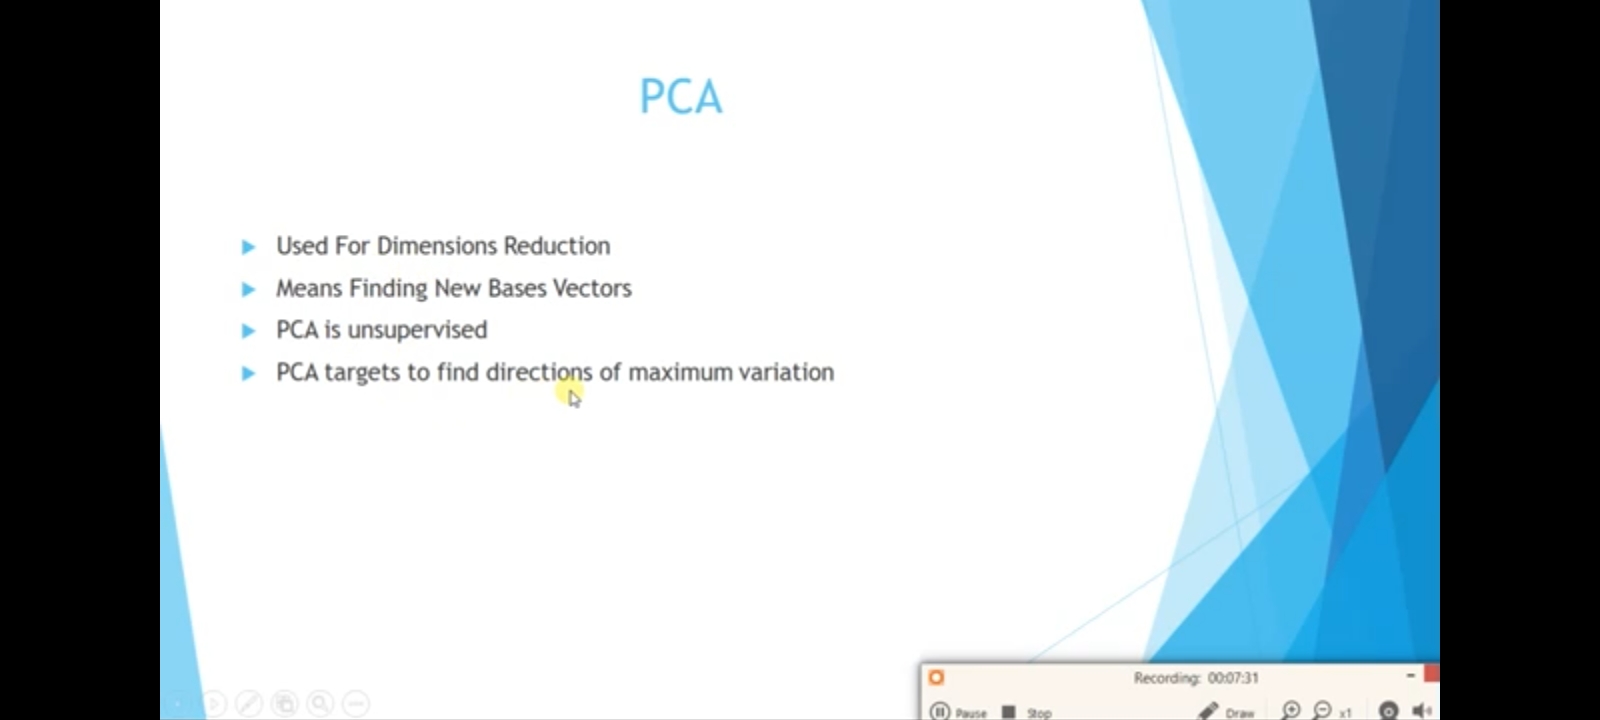 PCA
Used For Dimensions Reduction
Means Finding New Bases Vectors
PCA is unsupervised
PCA targets to find directions of maximum variation
Recording: 00:07:31
Pause Stop Draw x1